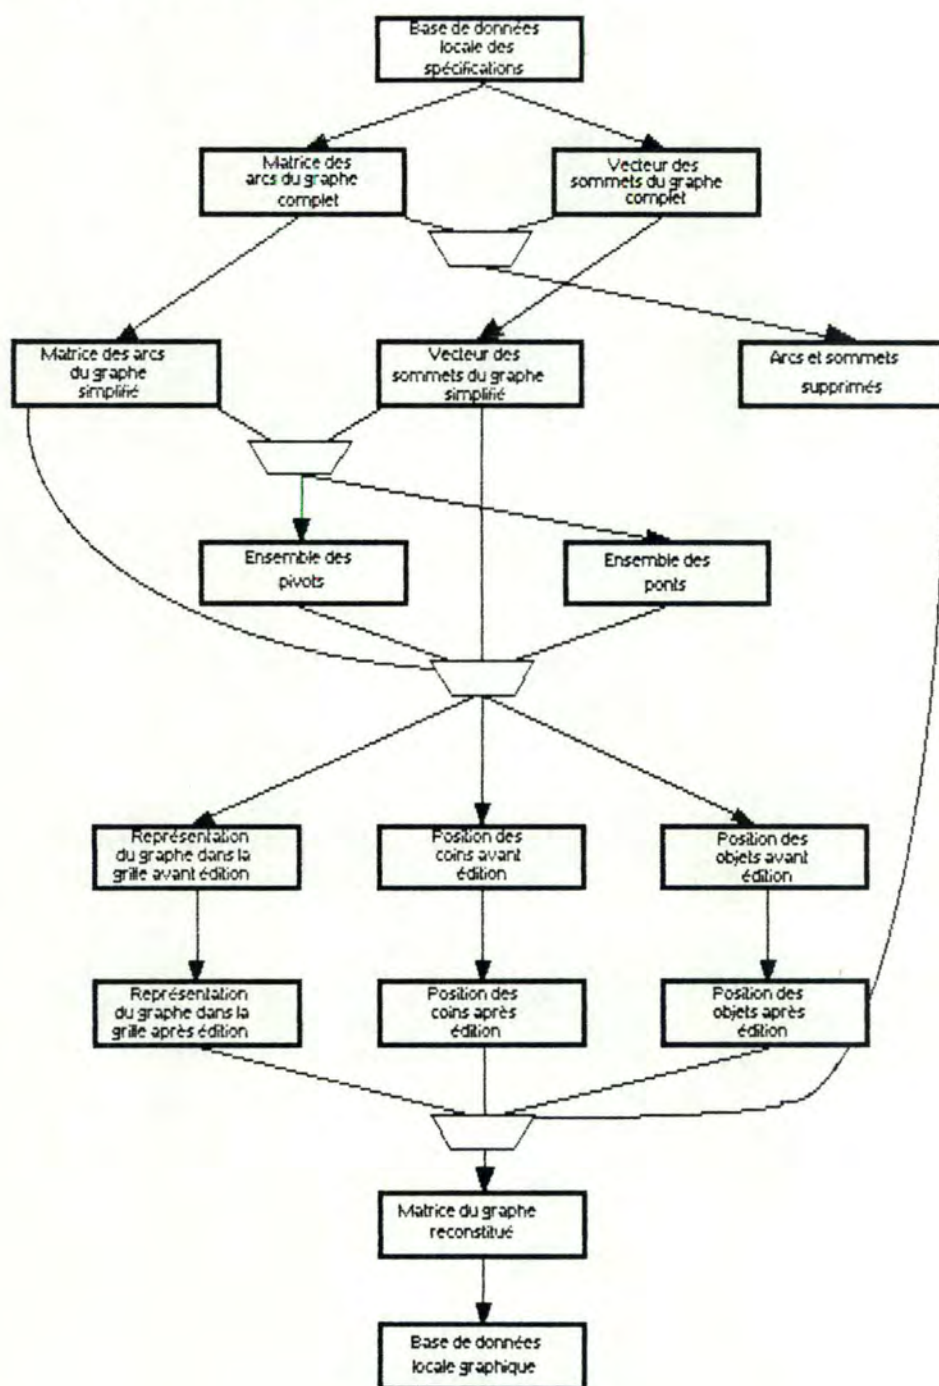 Base de données
locale des
spécifications
Matrice des
arcs du graphe
complet
Vecteur des
sommets du graphe
complet
Matrice des arcs
du graphe
simplifié
Vecteur des
sommets du graphe
simplifié
Arcs et sommets
supprimés
Ensemble des
pivots
Ensemble des
ponts
Représentation
du graphe dans la
grille avant édition
Position des
coins avant
édition
Position des
objets avant
édition
Représentation
du graphe dans la
grille après édition
Position des
coins après
édition
Position des
objets après
édition
Matrice du graphe
reconstitué
Base de données
locale graphique